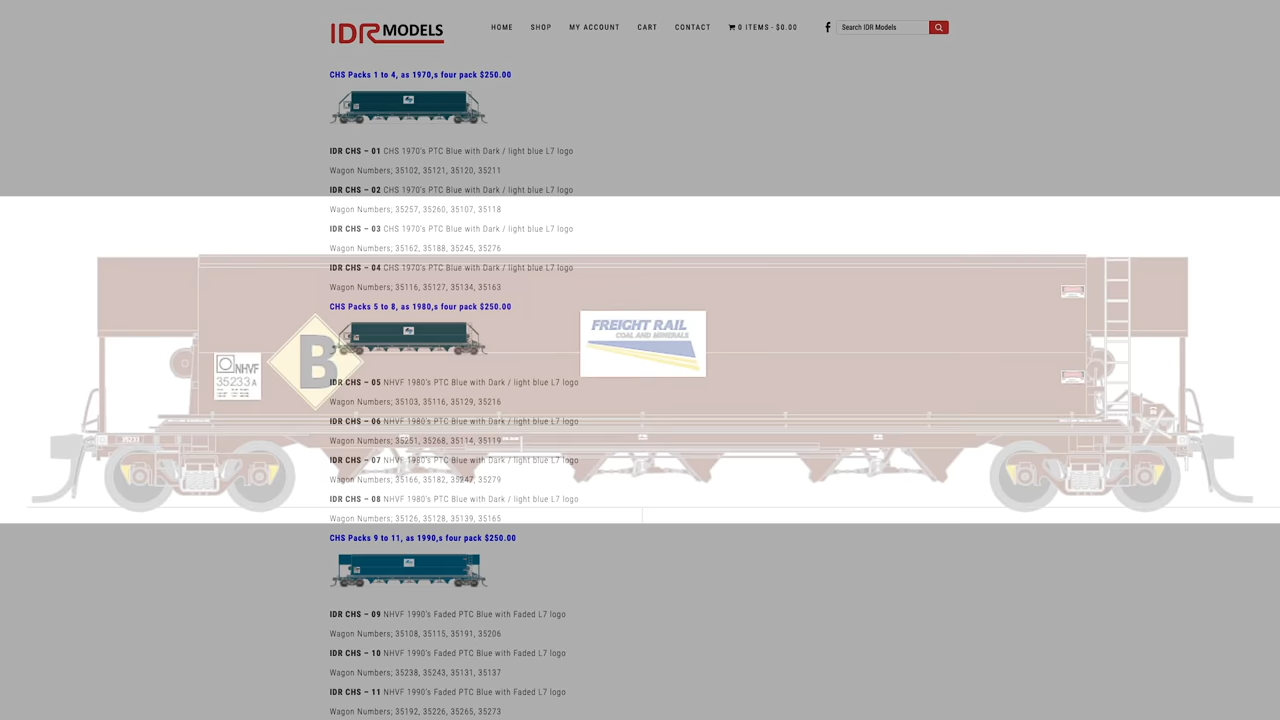 IDR MODELS
HOME SHOP MY ACCOUNT CART CONTACT 0 ITEMS - $0.00 Search IDR Models
CHS Packs 1 to 4, as 1970,s four pack $250.00
IDR CHS – 01 CHS 1970's PTC Blue with Dark / light blue L7 logo
Wagon Numbers; 35102, 35121, 35120, 35211
IDR CHS – 02 CHS 1970's PTC Blue with Dark / light blue L7 logo
Wagon Numbers; 35257, 35260, 35107, 35118
IDR CHS – 03 CHS 1970's PTC Blue with Dark / light blue L7 logo
Wagon Numbers; 35162, 35188, 35245, 35276
IDR CHS – 04 CHS 1970's PTC Blue with Dark / light blue L7 logo
Wagon Numbers; 35116, 35127, 35134, 35163
CHS Packs 5 to 8, as 1980,s four pack $250.00
FREIGHT RAIL
COAL AND MINERALS
B
NHVF
35233 A
IDR CHS – 05 NHVF 1980's PTC Blue with Dark / light blue L7 logo
Wagon Numbers; 35103, 35116, 35129, 35216
IDR CHS – 06 NHVF 1980's PTC Blue with Dark / light blue L7 logo
35233
Wagon Numbers; 35251, 35268, 35114, 35119
IDR CHS – 07 NHVF 1980's PTC Blue with Dark / light blue L7 logo
Wagon Numbers; 35166, 35182, 35247, 35279
IDR CHS – 08 NHVF 1980's PTC Blue with Dark / light blue L7 logo
Wagon Numbers; 35126, 35128, 35139, 35165
CHS Packs 9 to 11, as 1990,s four pack $250.00
IDR CHS – 09 NHVF 1990's Faded PTC Blue with Faded L7 logo
Wagon Numbers; 35108, 35115, 35191, 35206
IDR CHS – 10 NHVF 1990's Faded PTC Blue with Faded L7 logo
Wagon Numbers; 35238, 35243, 35131, 35137
IDR CHS – 11 NHVF 1990's Faded PTC Blue with Faded L7 logo
Wagon Numbers; 35192, 35226, 35265, 35273